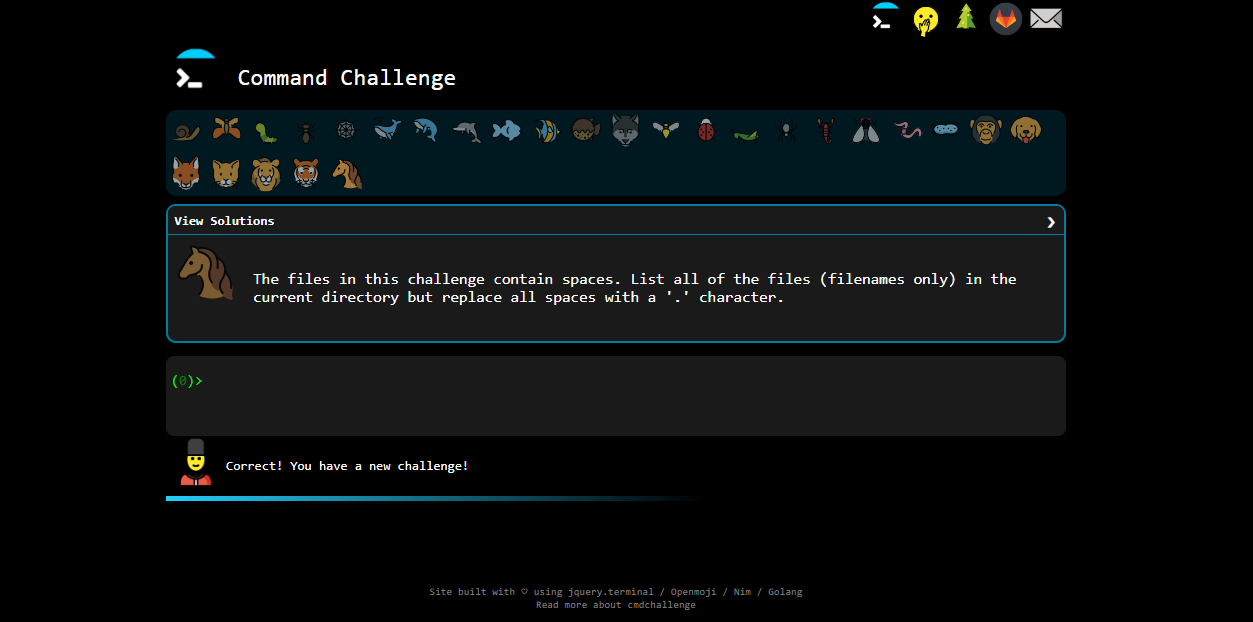 Command Challenge
View Solutions
The files in this challenge contain spaces. List all of the files (filenames only) in the
current directory but replace all spaces with a '.' character.
(0)>
Correct! You have a new challenge!
Site built with ♡ using jquery.terminal / Openmoji / Nim / Golang
Read more about cmdchallenge